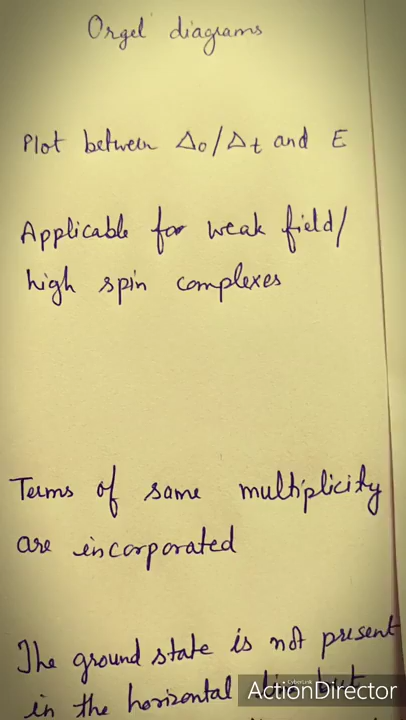 Orgel diagrams
Plot between Δo/Δt and E
Applicable for weak field/
high spin complexes
Terms of same multiplicity
are incorporated
The ground state is not present
in the horizontal
CyberLink
ActionDirector